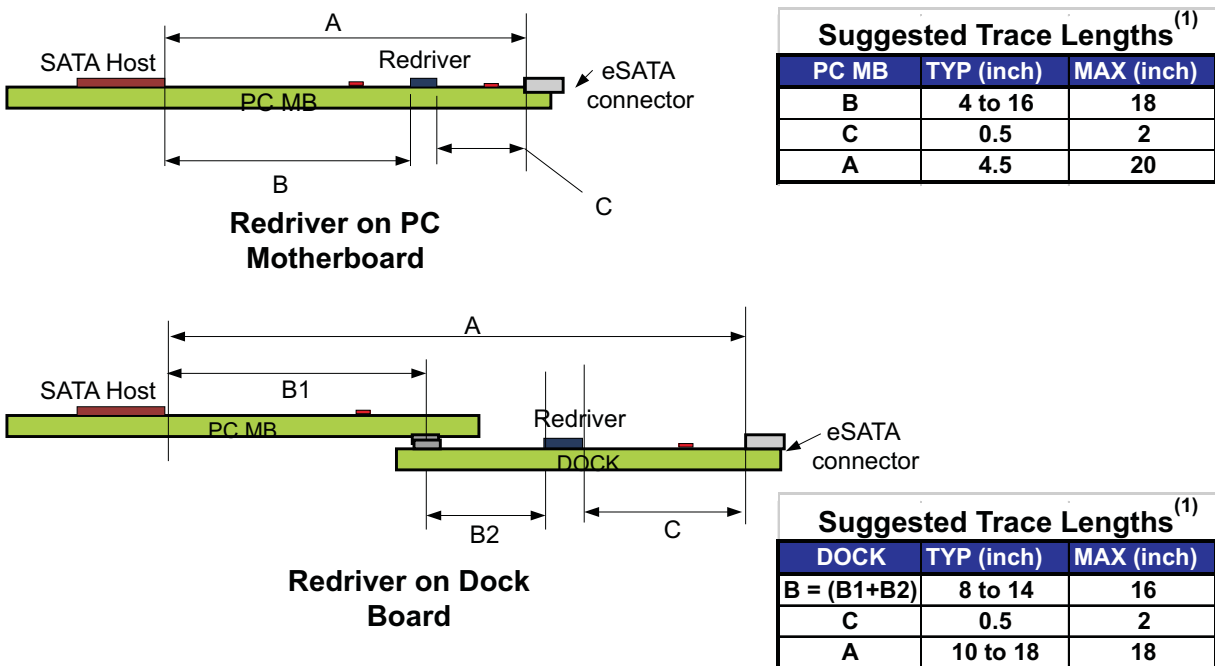 A
SATA Host
Redriver
eSATA
connector
PC MB
B
C
Redriver on PC
Motherboard
Suggested Trace Lengths(1)
PC MB TYP (inch) MAX (inch)
B 4 to 16 18
C 0.5 2
A 4.5 20
A
B1
SATA Host
Redriver
PC MB
eSATA
connector
DOCK
B2
C
Redriver on Dock
Board
Suggested Trace Lengths(1)
DOCK TYP (inch) MAX (inch)
B = (B1+B2) 8 to 14 16
C 0.5 2
A 10 to 18 18